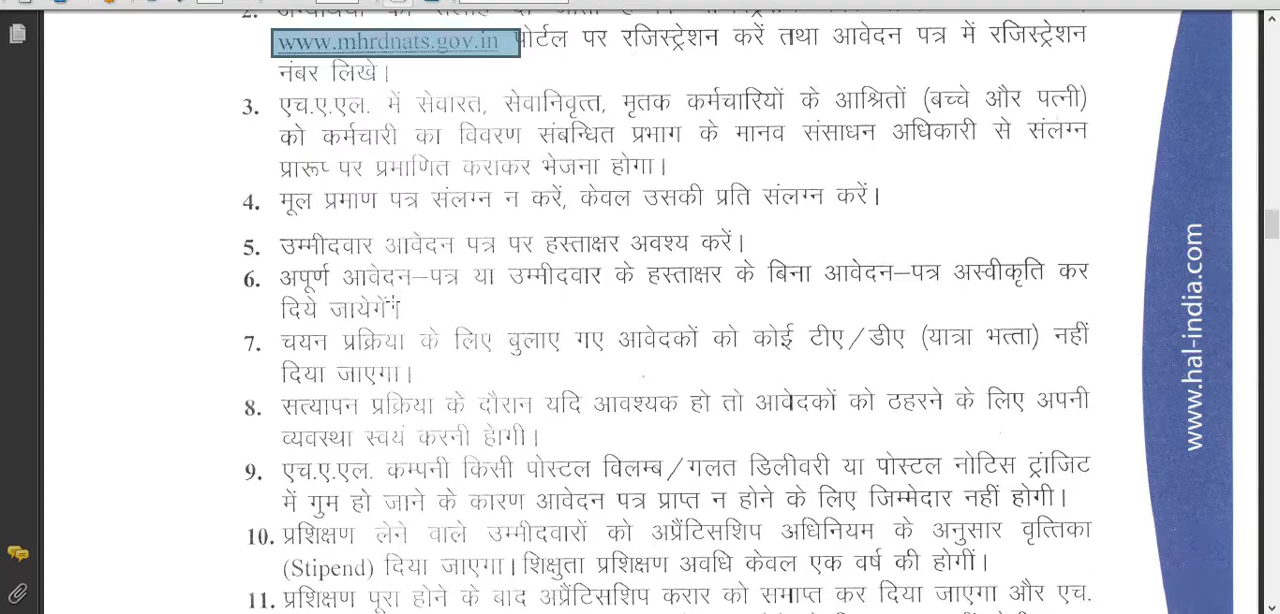 www.mhrdnats.gov.in पोर्टल पर रजिस्ट्रेशन करें तथा आवेदन पत्र में रजिस्ट्रेशन
नंबर लिखे।
3. एच.ए.एल. में सेवारत, सेवानिवृत्त, मृतक कर्मचारियों के आश्रितों (बच्चे और पत्नी)
को कर्मचारी का विवरण संबन्धित प्रभाग के मानव संसाधन अधिकारी से संलग्न
प्रारूप पर प्रमाणित कराकर भेजना होगा।
4. मूल प्रमाण पत्र संलग्न न करें, केवल उसकी प्रति संलग्न करें।
5. उम्मीदवार आवेदन पत्र पर हस्ताक्षर अवश्य करें।
6. अपूर्ण आवेदन–पत्र या उम्मीदवार के हस्ताक्षर के बिना आवेदन–पत्र अस्वीकृति कर
दिये जायेगें।
7. चयन प्रक्रिया के लिए बुलाए गए आवेदकों को कोई टीए/डीए (यात्रा भत्ता) नहीं
दिया जाएगा।
8. सत्यापन प्रक्रिया के दौरान यदि आवश्यक हो तो आवेदकों को ठहरने के लिए अपनी
व्यवस्था स्वयं करनी होगी।
9. एच.ए.एल. कम्पनी किसी पोस्टल विलम्ब/गलत डिलीवरी या पोस्टल नोटिस ट्रांजिट
में गुम हो जाने के कारण आवेदन पत्र प्राप्त न होने के लिए जिम्मेदार नहीं होगी।
10. प्रशिक्षण लेने वाले उम्मीदवारों को अप्रैंटिसशिप अधिनियम के अनुसार वृत्तिका
(Stipend) दिया जाएगा। शिक्षुता प्रशिक्षण अवधि केवल एक वर्ष की होगीं।
11. प्रशिक्षण पूरा होने के बाद अप्रैंटिसशिप करार को समाप्त कर दिया जाएगा और एच.
www.hal-india.com